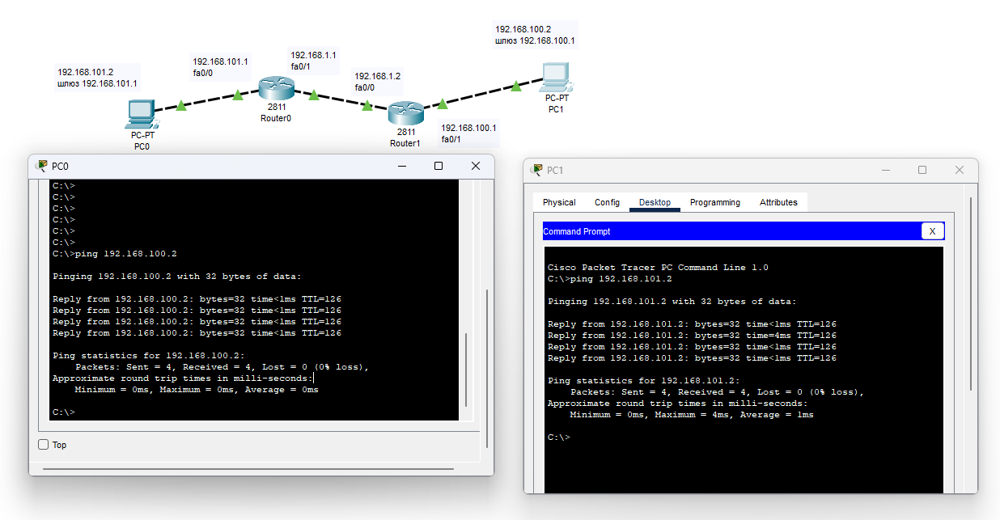 192.168.100.2
шлюз 192.168.100.1
192.168.1.1
fa0/1
192.168.101.1
fa0/0
192.168.101.2
шлюз 192.168.101.1
192.168.1.2
fa0/0
PC-PT
PC1
2811
Router0
192.168.100.1
fa0/1
2811
Router1
PC-PT
PC0
PC0
C:\>
C:\>
C:\>
C:\>
C:\>
C:\>
C:\>ping 192.168.100.2
Pinging 192.168.100.2 with 32 bytes of data:
Reply from 192.168.100.2: bytes=32 time<1ms TTL=126
Reply from 192.168.100.2: bytes=32 time<1ms TTL=126
Reply from 192.168.100.2: bytes=32 time<1ms TTL=126
Reply from 192.168.100.2: bytes=32 time<1ms TTL=126
Ping statistics for 192.168.100.2:
Packets: Sent = 4, Received = 4, Lost = 0 (0% loss),
Approximate round trip times in milli-seconds:
Minimum = 0ms, Maximum = 0ms, Average = 0ms
C:\>
Top
PC1
Physical Config Desktop Programming Attributes
Command Prompt X
Cisco Packet Tracer PC Command Line 1.0
C:\>ping 192.168.101.2
Pinging 192.168.101.2 with 32 bytes of data:
Reply from 192.168.101.2: bytes=32 time<1ms TTL=126
Reply from 192.168.101.2: bytes=32 time=4ms TTL=126
Reply from 192.168.101.2: bytes=32 time<1ms TTL=126
Reply from 192.168.101.2: bytes=32 time<1ms TTL=126
Ping statistics for 192.168.101.2:
Packets: Sent = 4, Received = 4, Lost = 0 (0% loss),
Approximate round trip times in milli-seconds:
Minimum = 0ms, Maximum = 4ms, Average = 1ms
C:\>